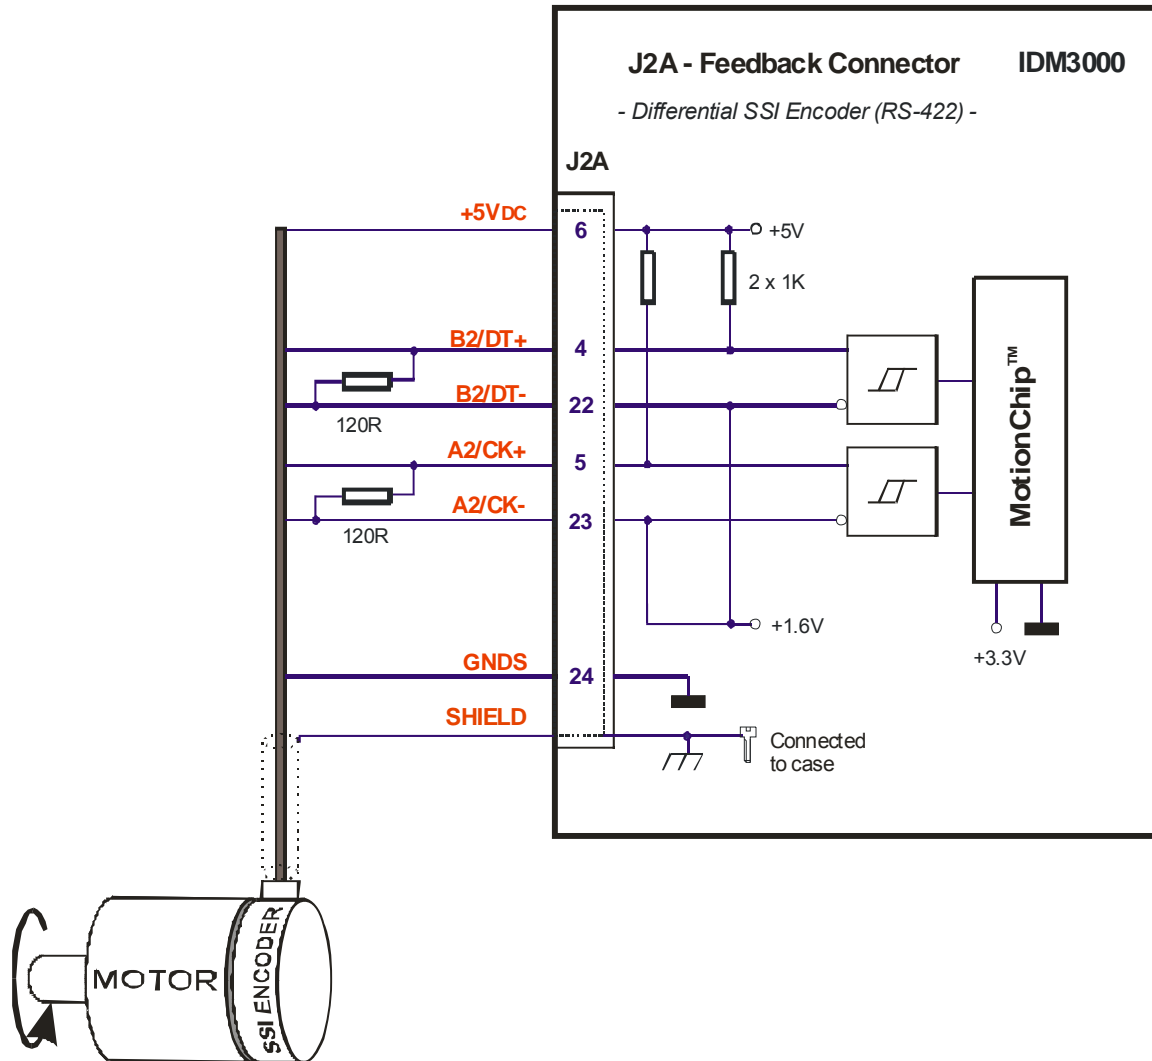 J2A - Feedback Connector IDM3000
- Differential SSI Encoder (RS-422) -
J2A
+5VDC
6
+5V
2 x 1K
B2/DT+
4
B2/DT-
22
120R
A2/CK+
5
A2/CK-
23
120R
MotionChip™
+1.6V
+3.3V
GNDS
24
SHIELD
Connected
to case
MOTOR
SSI ENCODER